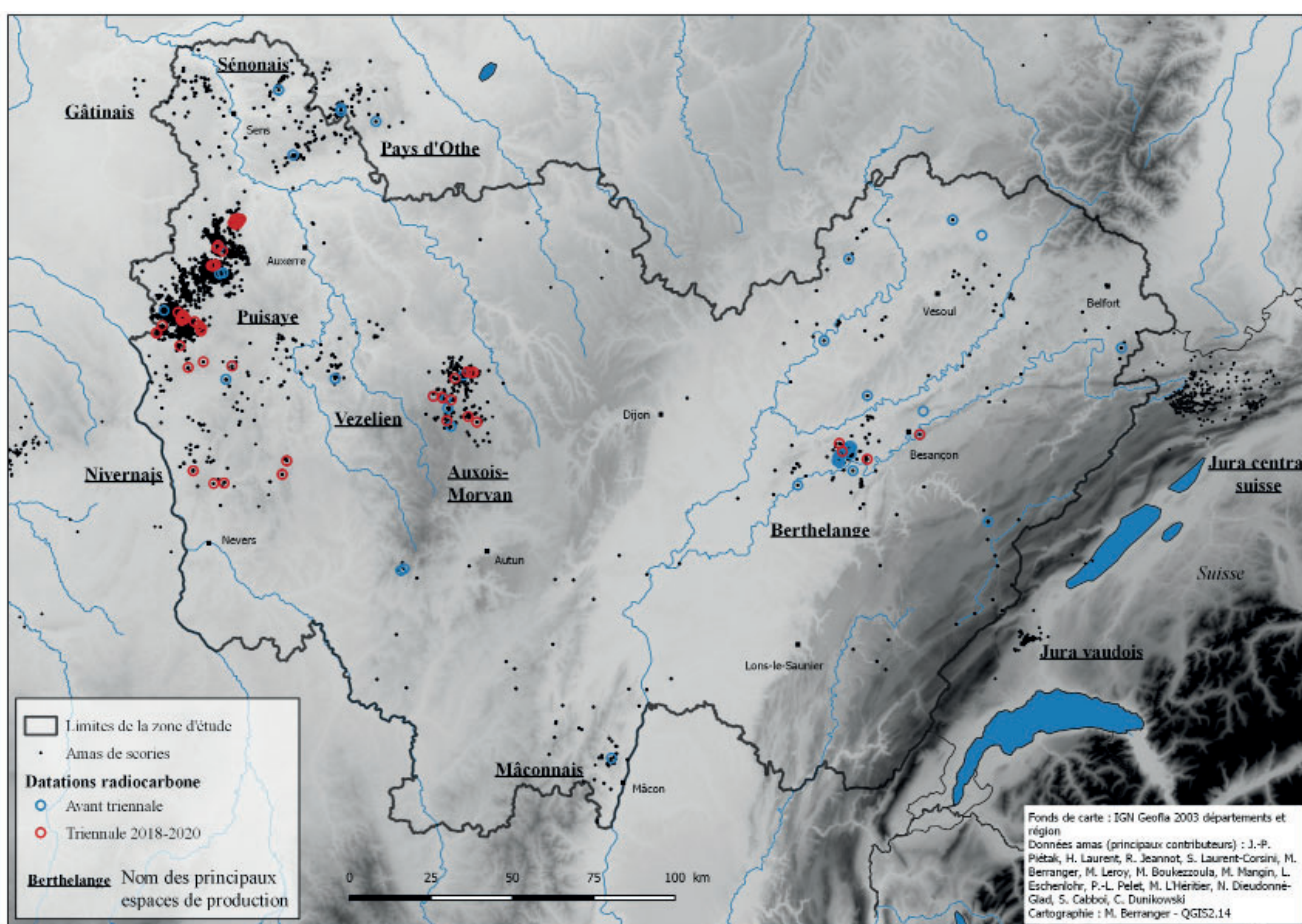 Sénonais
Gâtinais
Sens
Pays d'Othe
Auxerre
Puisaye
Vesoul
Belfort
Dijon
Vezelien
Besançon
Nivernais
Auxois-
Morvan
Jura centra
suisse
Berthelange
Nevers
Autun
Suisse
Lons-le-Saunier
Jura vaudois
Mâconnais
Mâcon
Limites de la zone d'étude
Amas de scories
Datations radiocarbone
Avant triennale
Triennale 2018-2020
Berthelange Nom des principaux
espaces de production
0 25 50 75 100 km
Fonds de carte : IGN Geofla 2003 départements et
région
Données amas (principaux contributeurs) : J.-P.
Piétak, H. Laurent, R. Jeannot, S. Laurent-Corsini, M.
Berranger, M. Leroy, M. Boukezzoula, M. Mangin, L.
Eschenlohr, P.-L. Pelet, M. L'Héritier, N. Dieudonné-
Glad, S. Cabboi, C. Dunikowski
Cartographie : M. Berranger - QGIS2.14